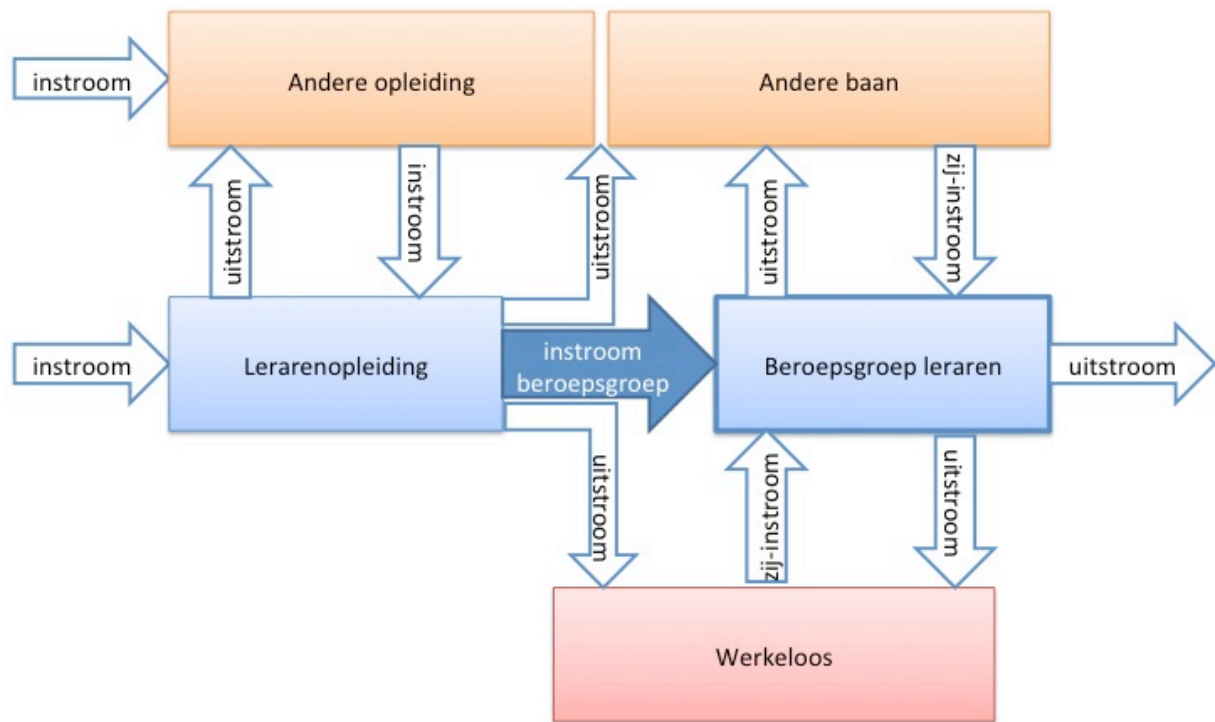 Andere opleiding
Andere baan
instroom
uitstroom
instroom
uitstroom
uitstroom
zij-instroom
instroom
Lerarenopleiding
instroom
beroepsgroep
Beroepsgroep leraren
uitstroom
uitstroom
zij-instroom
uitstroom
Werkeloos